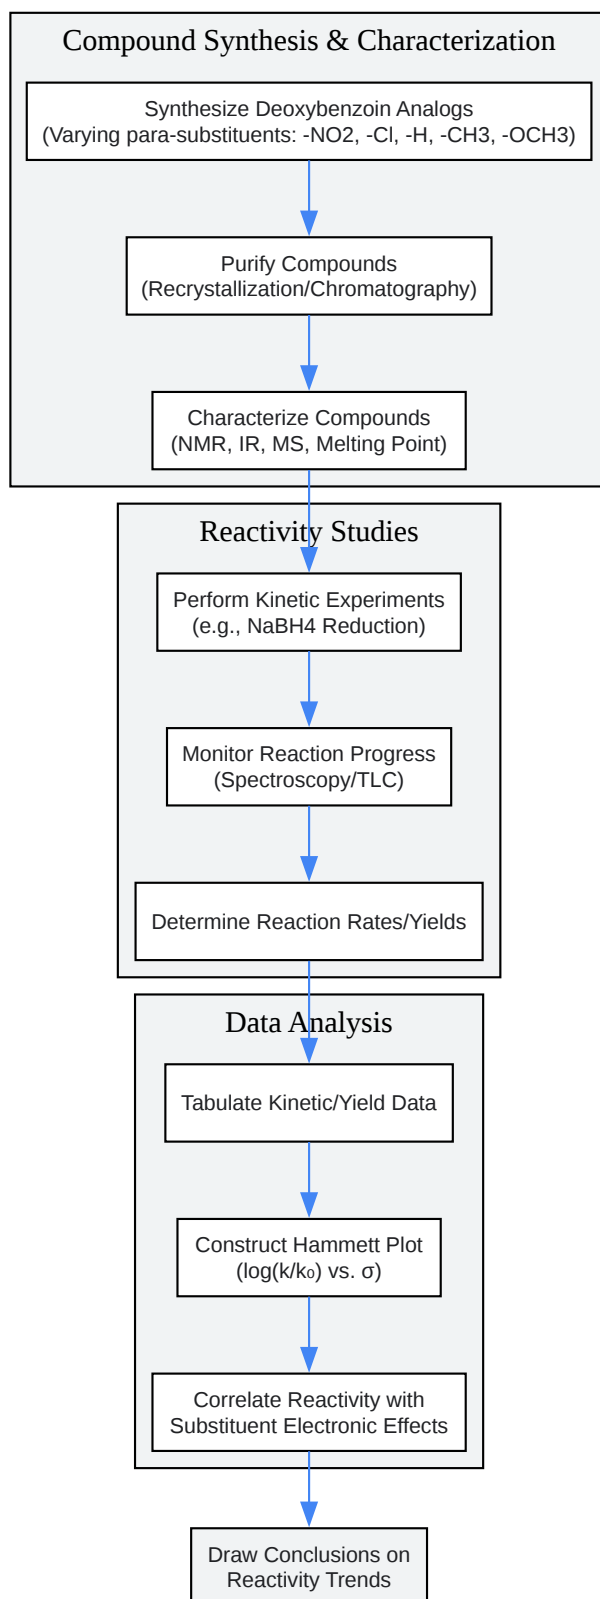 Compound Synthesis & Characterization
Synthesize Deoxybenzoin Analogs
(Varying para-substituents: -NO2, -Cl, -H, -CH3, -OCH3)
Purify Compounds
(Recrystallization/Chromatography)
Characterize Compounds
(NMR, IR, MS, Melting Point)
Reactivity Studies
Perform Kinetic Experiments
(e.g., NaBH4 Reduction)
Monitor Reaction Progress
(Spectroscopy/TLC)
Determine Reaction Rates/Yields
Data Analysis
Tabulate Kinetic/Yield Data
Construct Hammett Plot
(log(k/k₀) vs. σ)
Correlate Reactivity with
Substituent Electronic Effects
Draw Conclusions on
Reactivity Trends